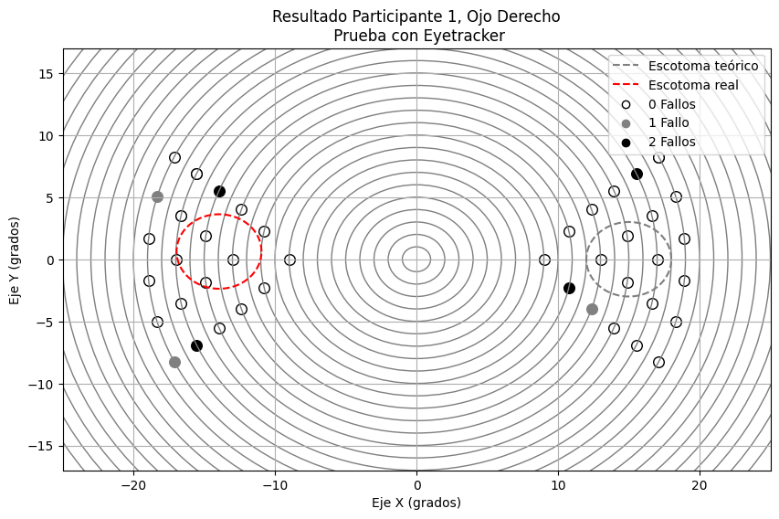 Resultado Participante 1, Ojo Derecho
Prueba con Eyetracker
Escotoma teórico
Escotoma real
0 Fallos
1 Fallo
2 Fallos
Eje Y (grados)
15
10
5
0
−5
−10
−15
−20
−10
0
10
20
Eje X (grados)